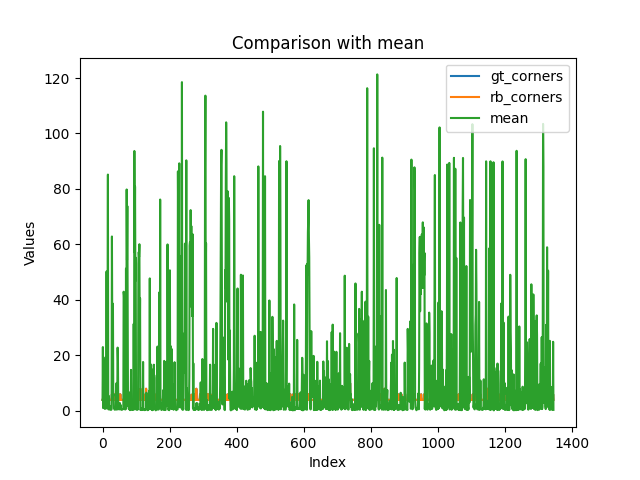 Comparison with mean
gt_corners
rb_corners
mean
120
100
80
60
40
20
0
Values
0 200 400 600 800 1000 1200 1400
Index